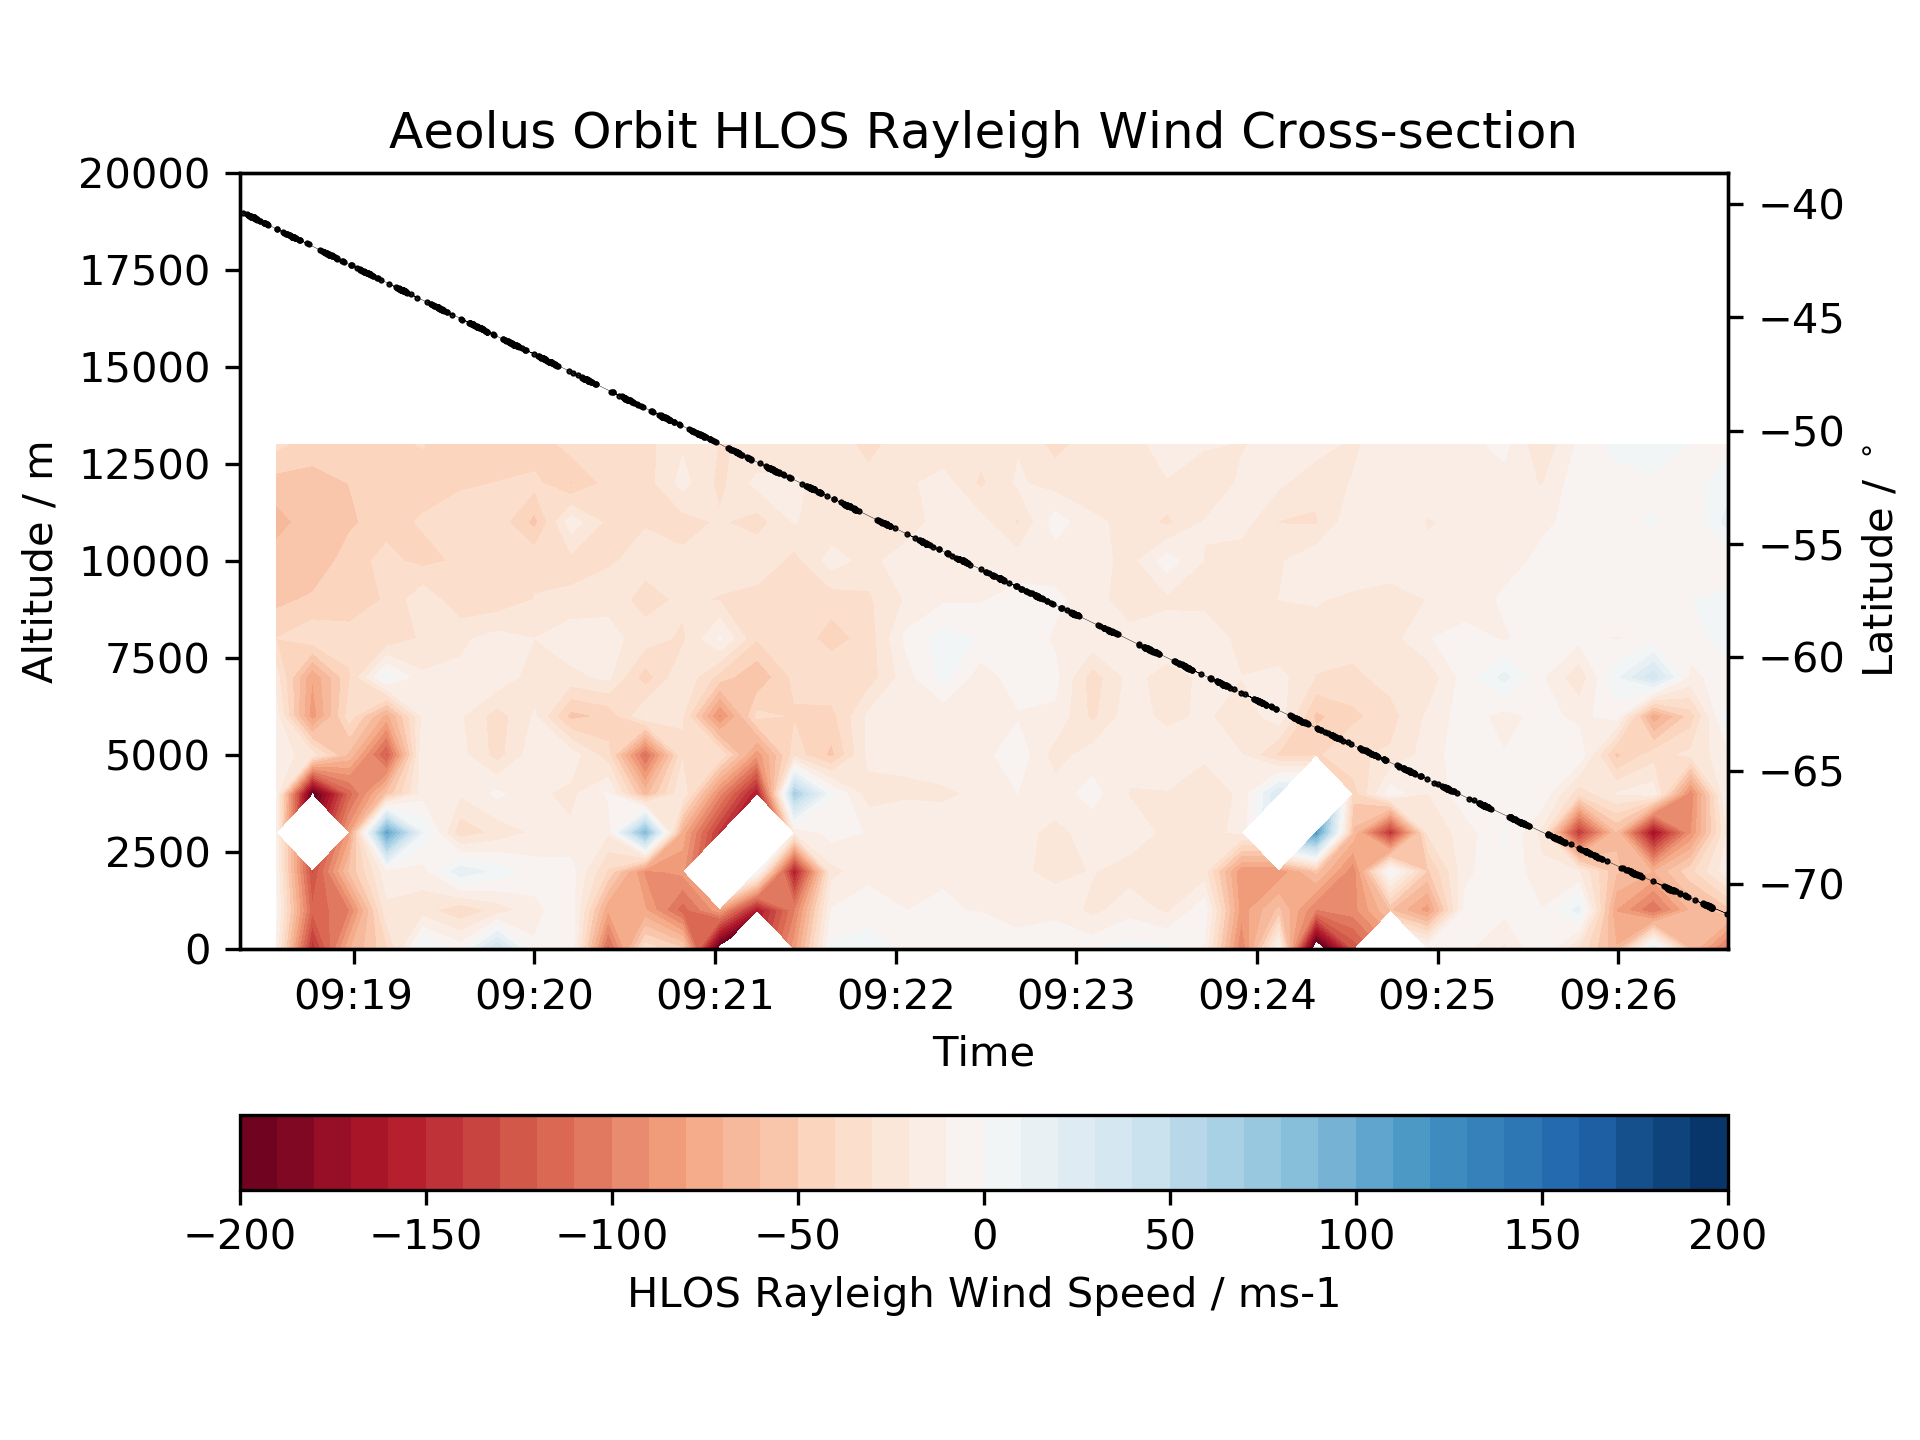 Aeolus Orbit HLOS Rayleigh Wind Cross-section
20000
17500
15000
12500
10000
7500
5000
2500
0
Altitude / m
−40
−45
−50
−55
−60
−65
−70
Latitude / °
09:19 09:20 09:21 09:22 09:23 09:24 09:25 09:26
Time
−200 −150 −100 −50 0 50 100 150 200
HLOS Rayleigh Wind Speed / ms-1